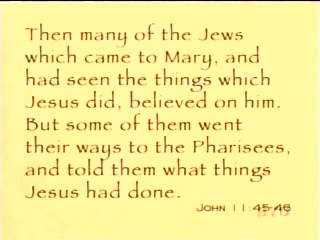 Then many of the Jews
which came to Mary, and
had seen the things which
Jesus did, believed on him.
But some of them went
their ways to the Pharisees,
and told them what things
Jesus had done.
John 11:45-46